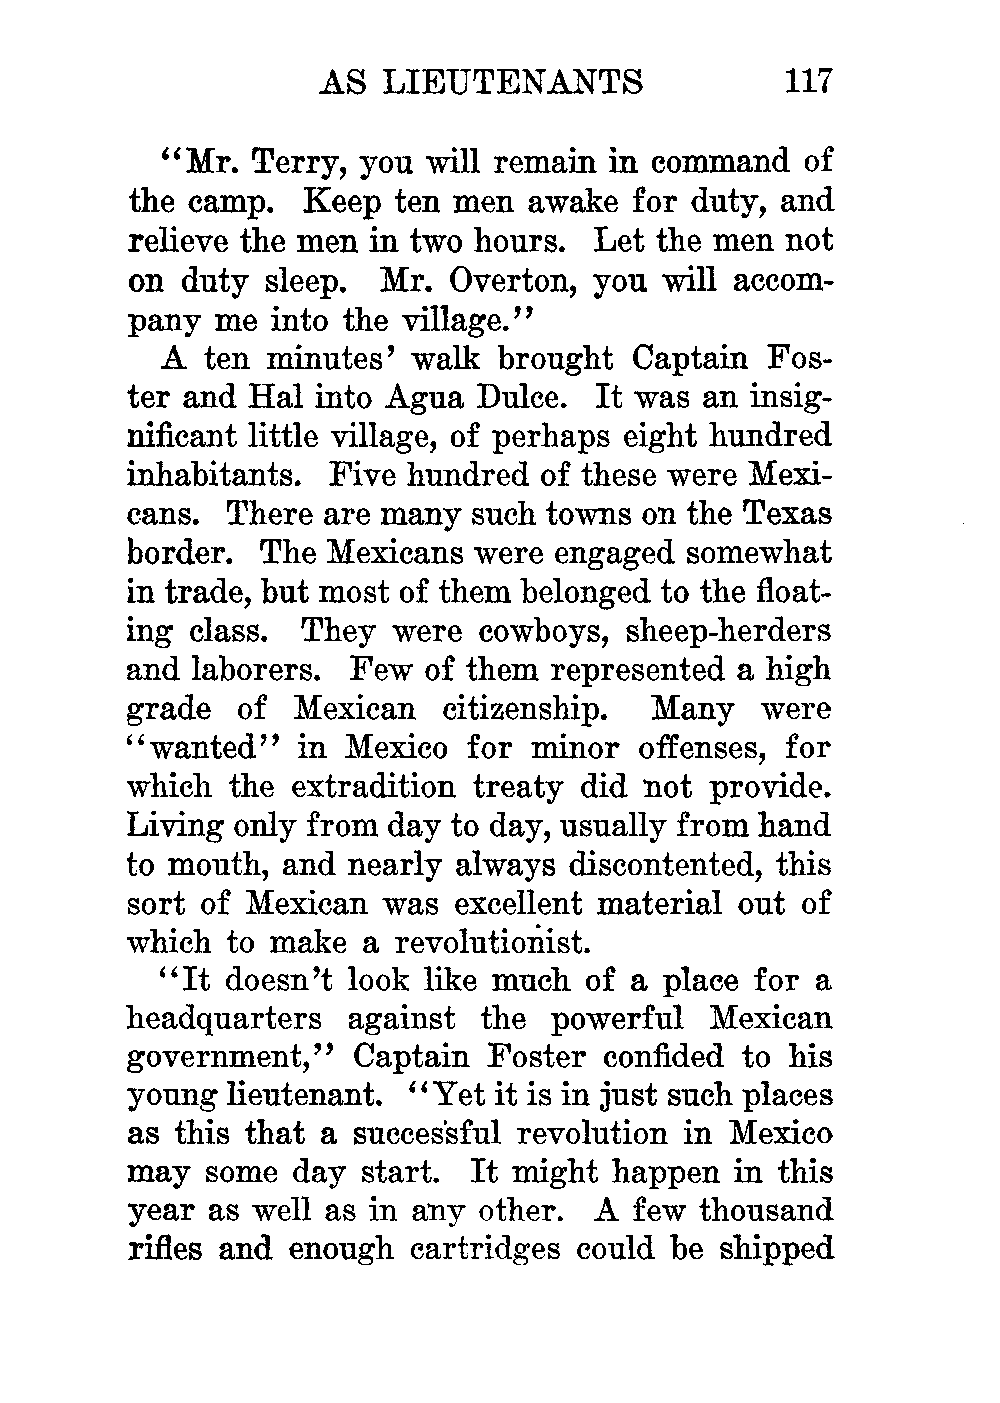 AS LIEUTENANTS 117
"Mr. Terry, you will remain in command of
the camp. Keep ten men awake for duty, and
relieve the men in two hours. Let the men not
on duty sleep. Mr. Overton, you will accom-
pany me into the village."
A ten minutes' walk brought Captain Fos-
ter and Hal into Agua Dulce. It was an insig-
nificant little village, of perhaps eight hundred
inhabitants. Five hundred of these were Mexi-
cans. There are many such towns on the Texas
border. The Mexicans were engaged somewhat
in trade, but most of them belonged to the float-
ing class. They were cowboys, sheep-herders
and laborers. Few of them represented a high
grade of Mexican citizenship. Many were
"wanted" in Mexico for minor offenses, for
which the extradition treaty did not provide.
Living only from day to day, usually from hand
to mouth, and nearly always discontented, this
sort of Mexican was excellent material out of
which to make a revolutionist.
"It doesn't look like much of a place for a
headquarters against the powerful Mexican
government," Captain Foster confided to his
young lieutenant. "Yet it is in just such places
as this that a successful revolution in Mexico
may some day start. It might happen in this
year as well as in any other. A few thousand
rifles and enough cartridges could be shipped